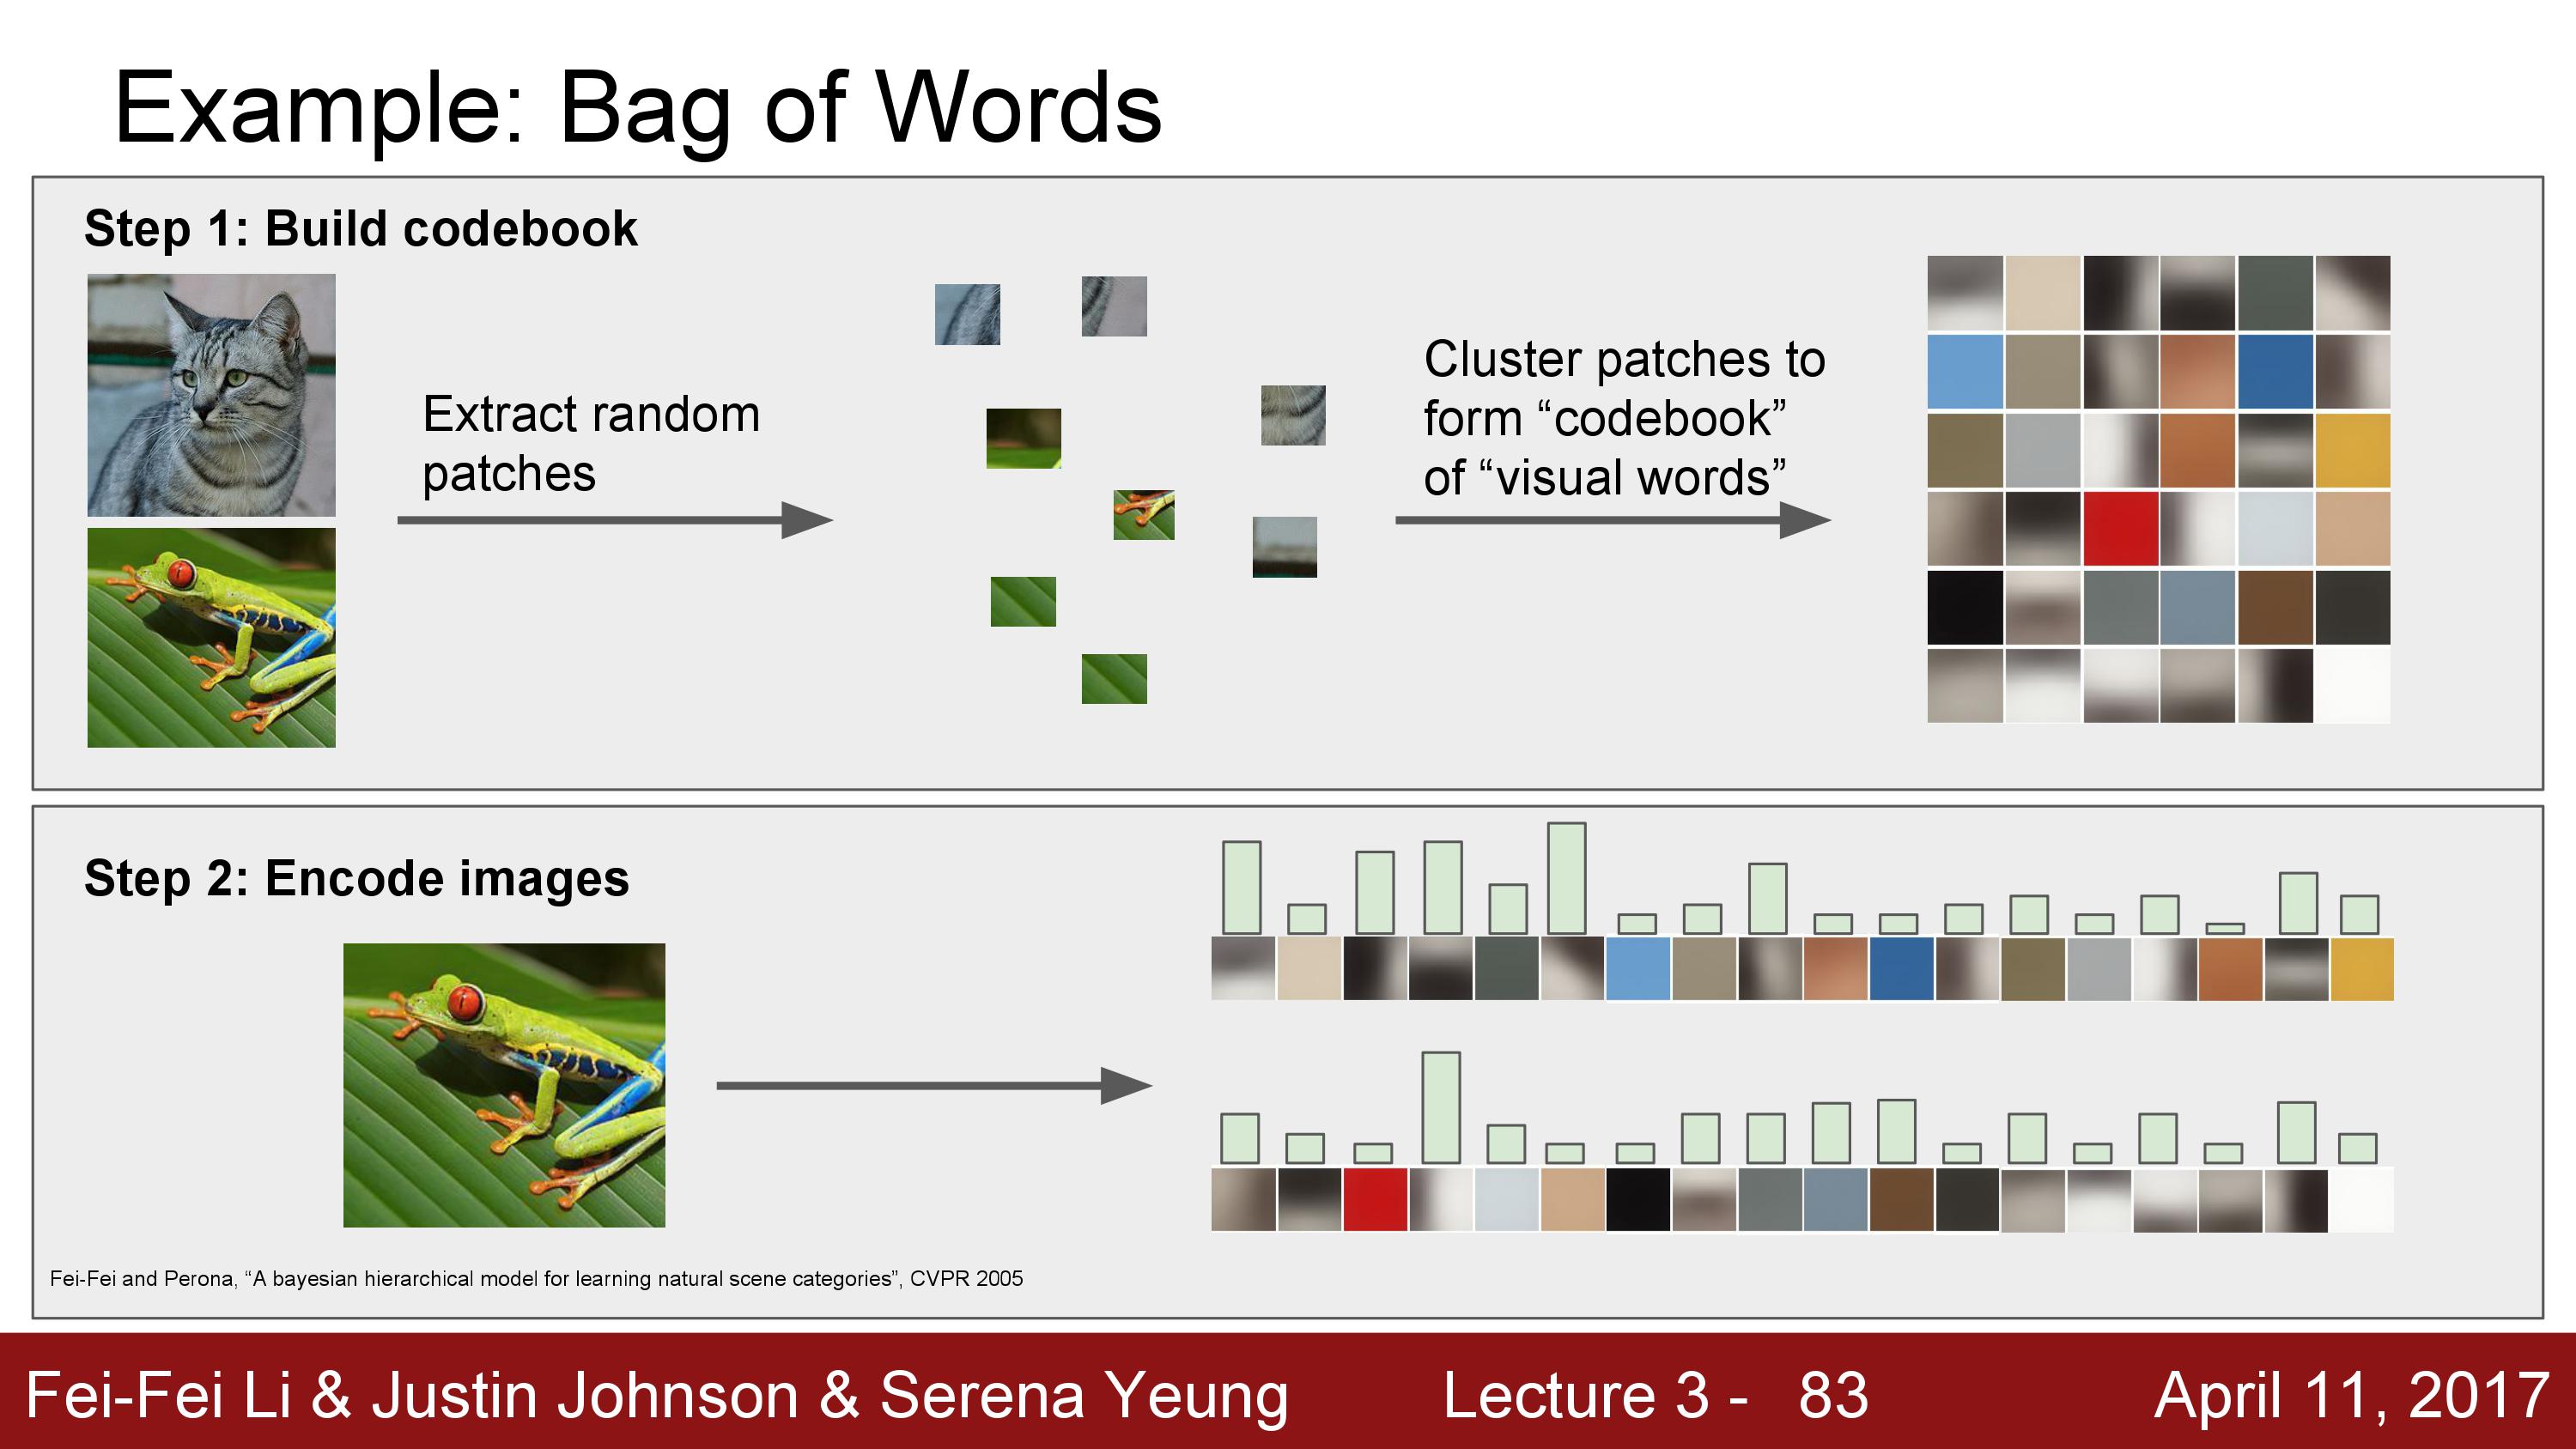 Example: Bag of Words
Step 1: Build codebook
Extract random
patches
Cluster patches to
form “codebook”
of “visual words”
Step 2: Encode images
Fei-Fei and Perona, “A bayesian hierarchical model for learning natural scene categories”, CVPR 2005
Fei-Fei Li & Justin Johnson & Serena Yeung
Lecture 3 - 83
April 11, 2017